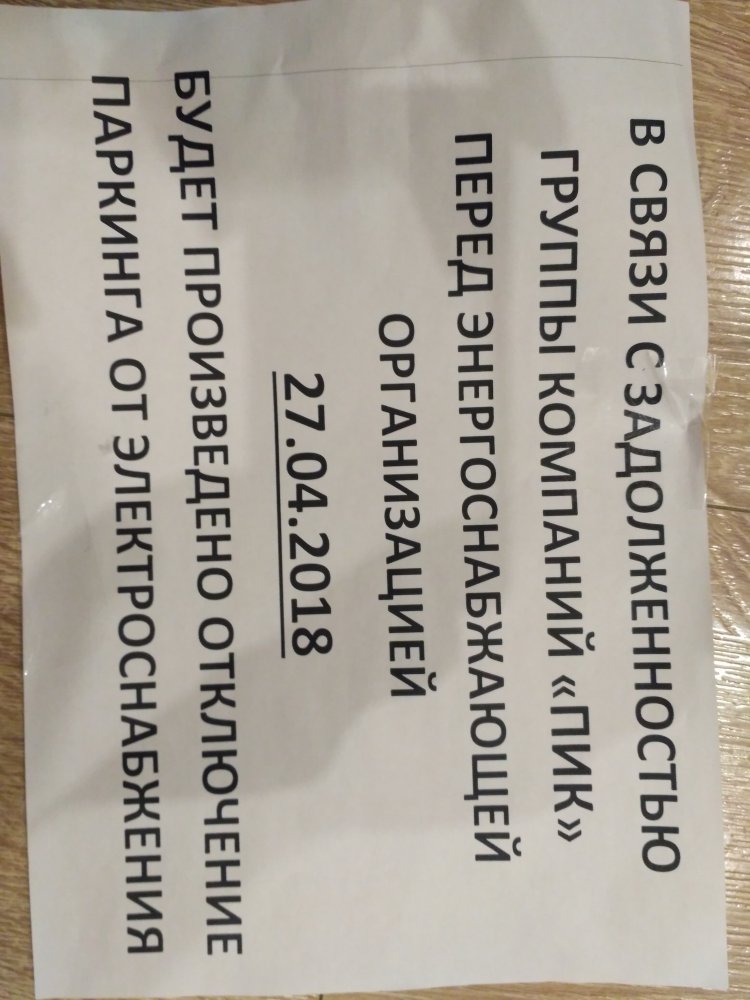 В СВЯЗИ С ЗАДОЛЖЕННОСТЬЮ
ГРУППЫ КОМПАНИЙ «ПИК»
ПЕРЕД ЭНЕРГОСНАБЖАЮЩЕЙ
ОРГАНИЗАЦИЕЙ
27.04.2018
БУДЕТ ПРОИЗВЕДЕНО ОТКЛЮЧЕНИЕ
ПАРКИНГА ОТ ЭЛЕКТРОСНАБЖЕНИЯ